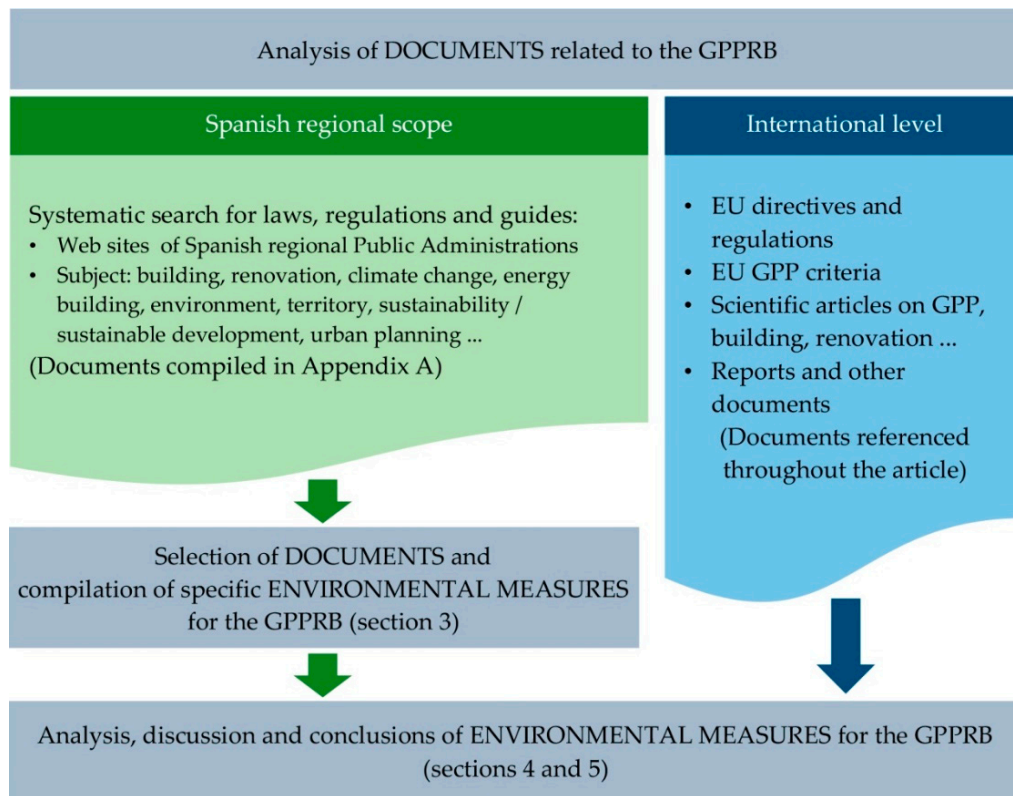 Analysis of DOCUMENTS related to the GPPRB
Spanish regional scope
Systematic search for laws, regulations and guides:
• Web sites of Spanish regional Public Administrations
• Subject: building, renovation, climate change, energy
building, environment, territory, sustainability /
sustainable development, urban planning ...
(Documents compiled in Appendix A)
International level
• EU directives and
regulations
• EU GPP criteria
• Scientific articles on GPP,
building, renovation ...
• Reports and other
documents
(Documents referenced
throughout the article)
Selection of DOCUMENTS and
compilation of specific ENVIRONMENTAL MEASURES
for the GPPRB (section 3)
Analysis, discussion and conclusions of ENVIRONMENTAL MEASURES for the GPPRB
(sections 4 and 5)